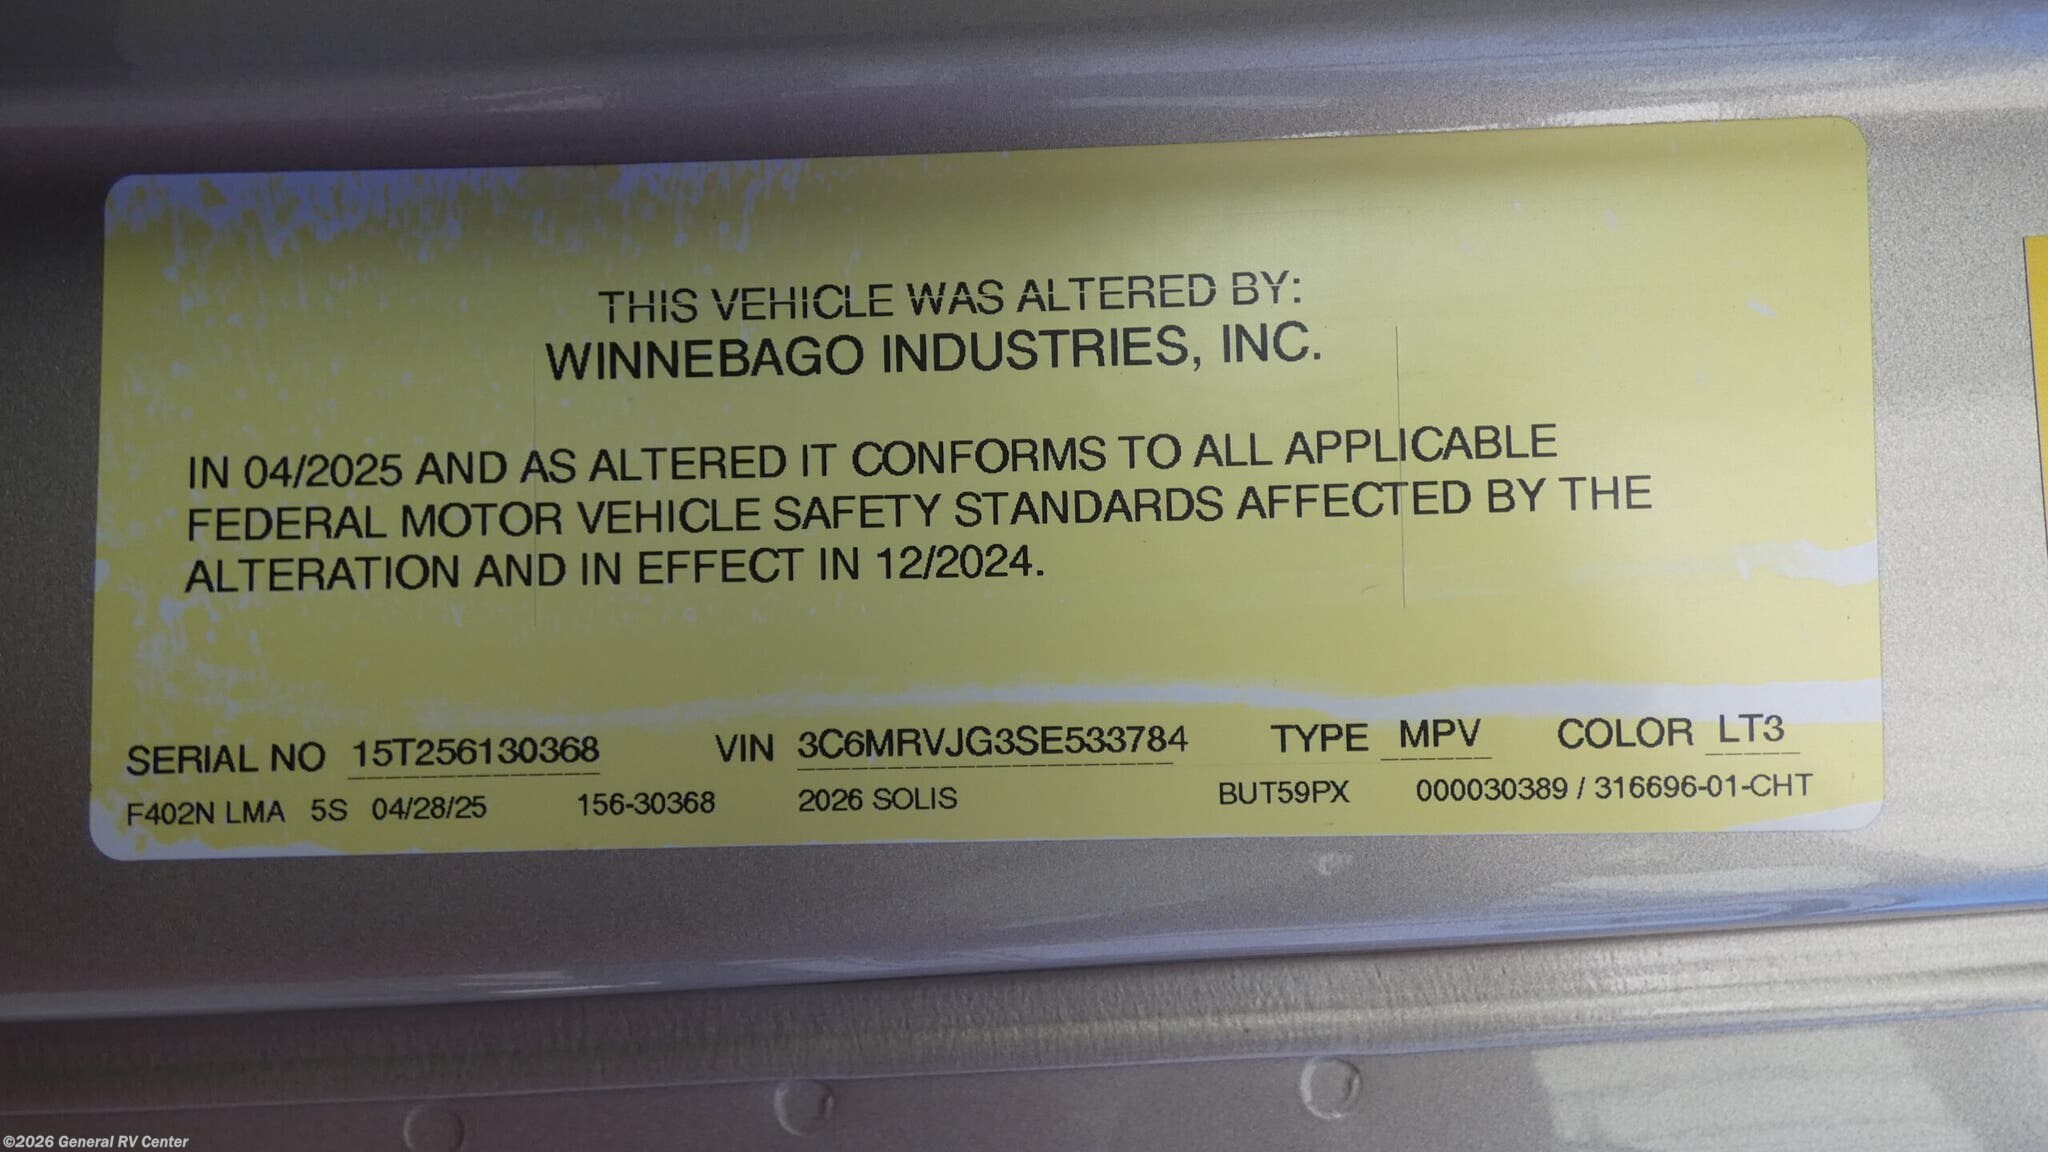 THIS VEHICLE WAS ALTERED BY:
WINNEBAGO INDUSTRIES, INC.
IN 04/2025 AND AS ALTERED IT CONFORMS TO ALL APPLICABLE
FEDERAL MOTOR VEHICLE SAFETY STANDARDS AFFECTED BY THE
ALTERATION AND IN EFFECT IN 12/2024.
SERIAL NO 15T256130368 VIN 3C6MRVJG3SE533784 TYPE MPV COLOR LT3
F402N LMA 5S 04/28/25 156-30368 2026 SOLIS BUT59PX 000030389 / 316696-01-CHT
©2026 General RV Center